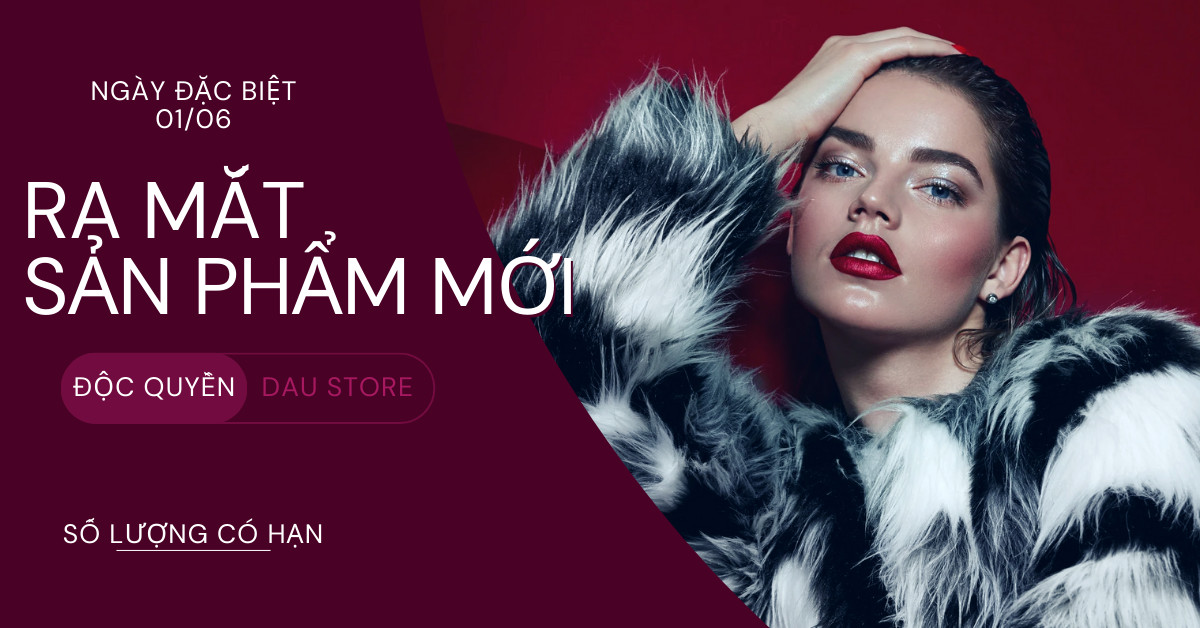 NGÀY ĐẶC BIỆT
01/06
RA MẮT
SẢN PHẨM MỚI
ĐỘC QUYỀN DAU STORE
SỐ LƯỢNG CÓ HẠN